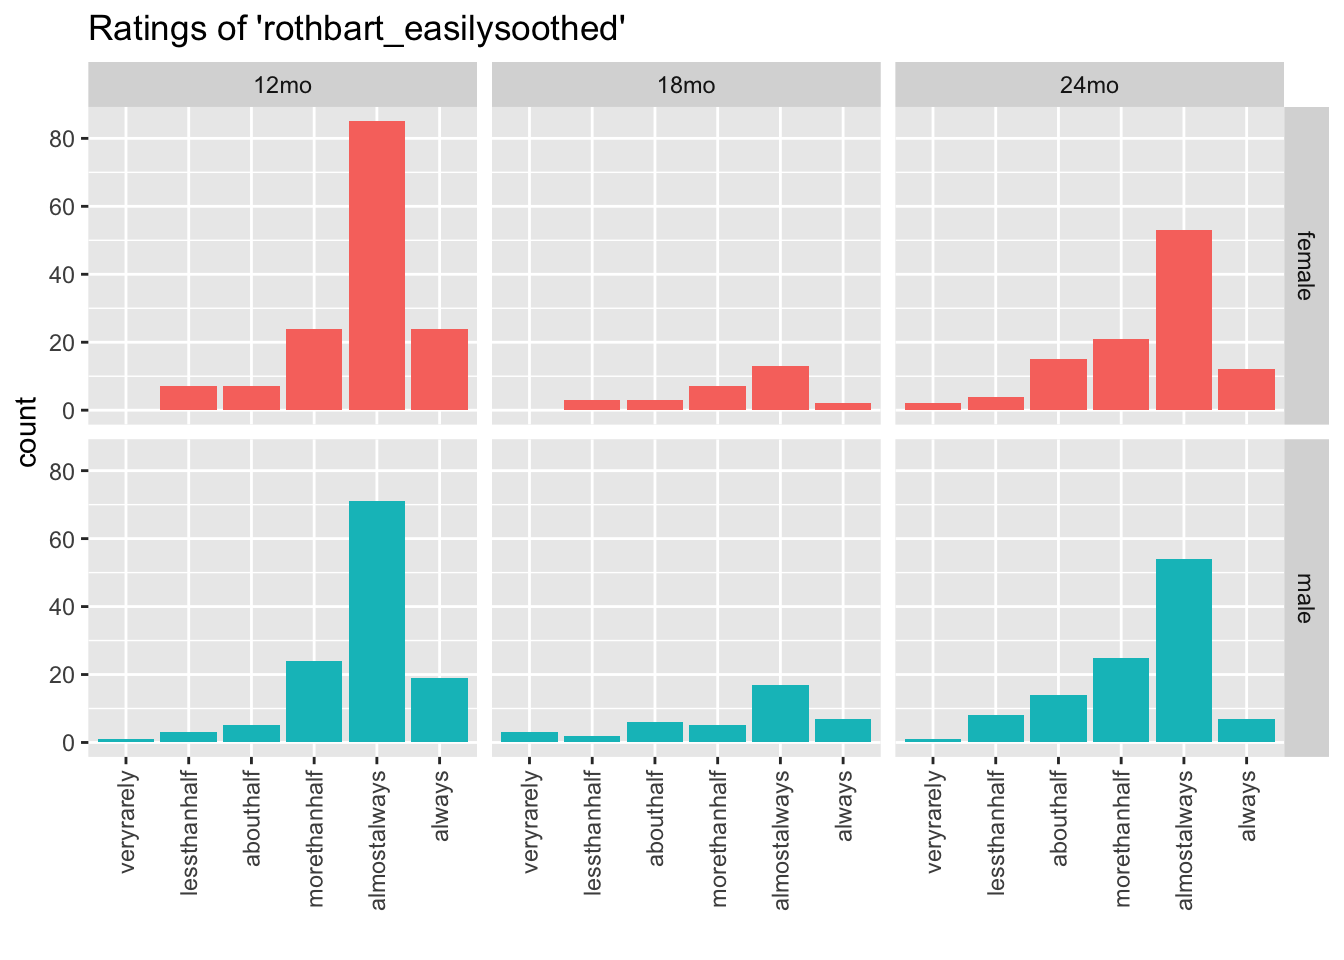 Ratings of 'rothbart_easilysoothed'
12mo
18mo
24mo
80
60
40
20
0
female
count
80
60
40
20
0
male
veryrarely
lessthanhalf
abouthalf
morethanhalf
almostalways
always
veryrarely
lessthanhalf
abouthalf
morethanhalf
almostalways
always
veryrarely
lessthanhalf
abouthalf
morethanhalf
almostalways
always